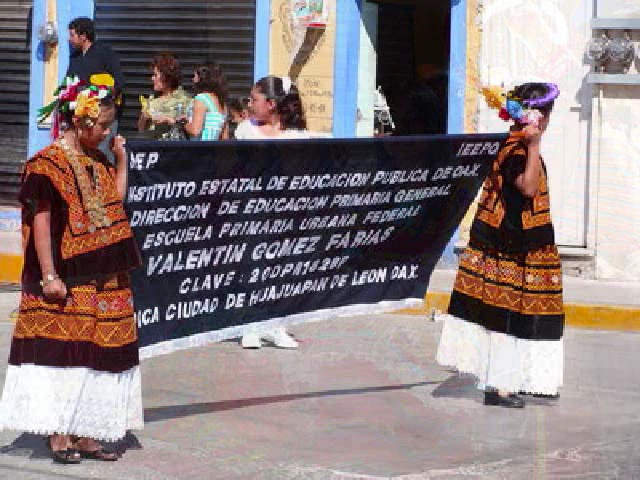 IEEPO
INSTITUTO ESTATAL DE EDUCACION PUBLICA DE OAX.
DIRECCION DE EDUCACION PRIMARIA GENERAL
ESCUELA PRIMARIA URBANA FEDERAL
VALENTIN GOMEZ FARIAS
CLAVE :
CIUDAD DE HUAJUAPAN DE LEON OAX.